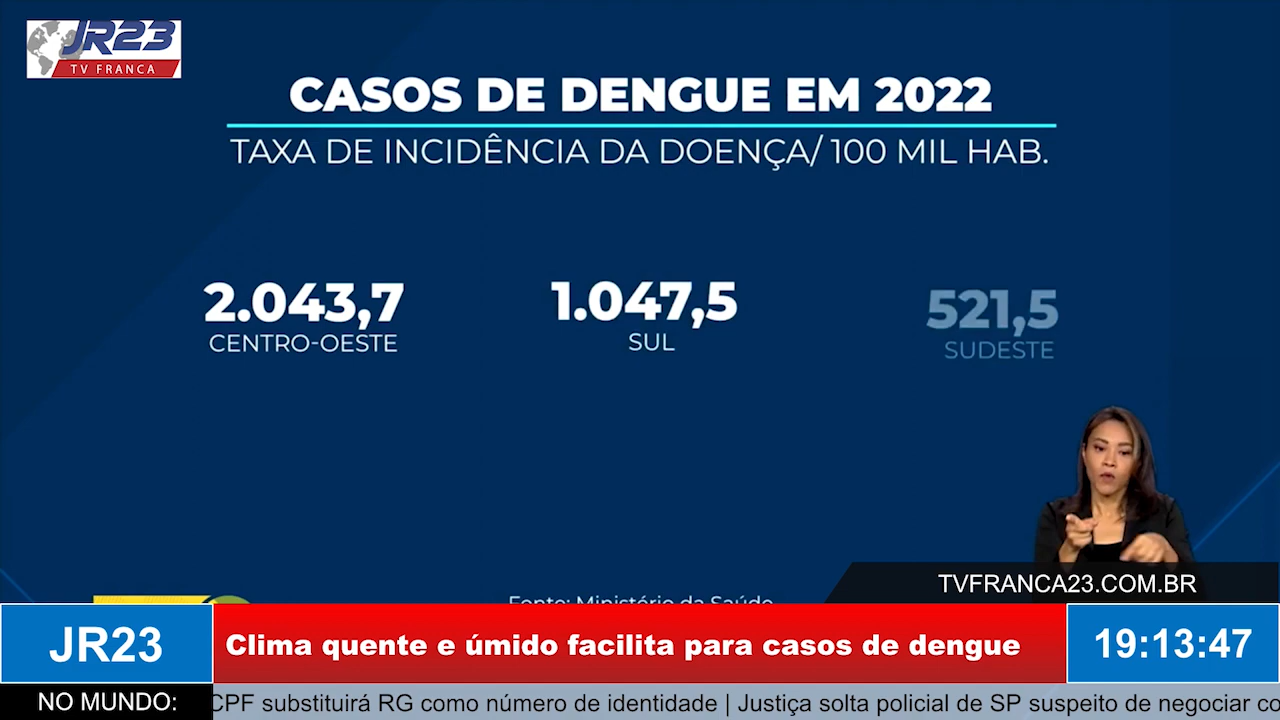 JR23
TV FRANCA
CASOS DE DENGUE EM 2022
TAXA DE INCIDÊNCIA DA DOENÇA/ 100 MIL HAB.
2.043,7
CENTRO-OESTE
1.047,5
SUL
521,5
SUDESTE
TVFRANCA23.COM.BR
Fonte: Ministério da Saúde
JR23
Clima quente e úmido facilita para casos de dengue
19:13:47
NO MUNDO:
CPF substituirá RG como número de identidade | Justiça solta policial de SP suspeito de negociar